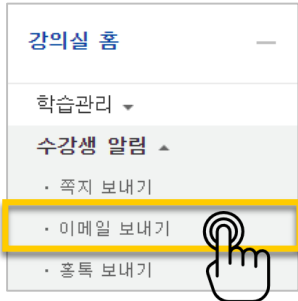 강의실 홈
학습관리
수강생 알림
· 쪽지 보내기
· 이메일 보내기
· 홍톡 보내기